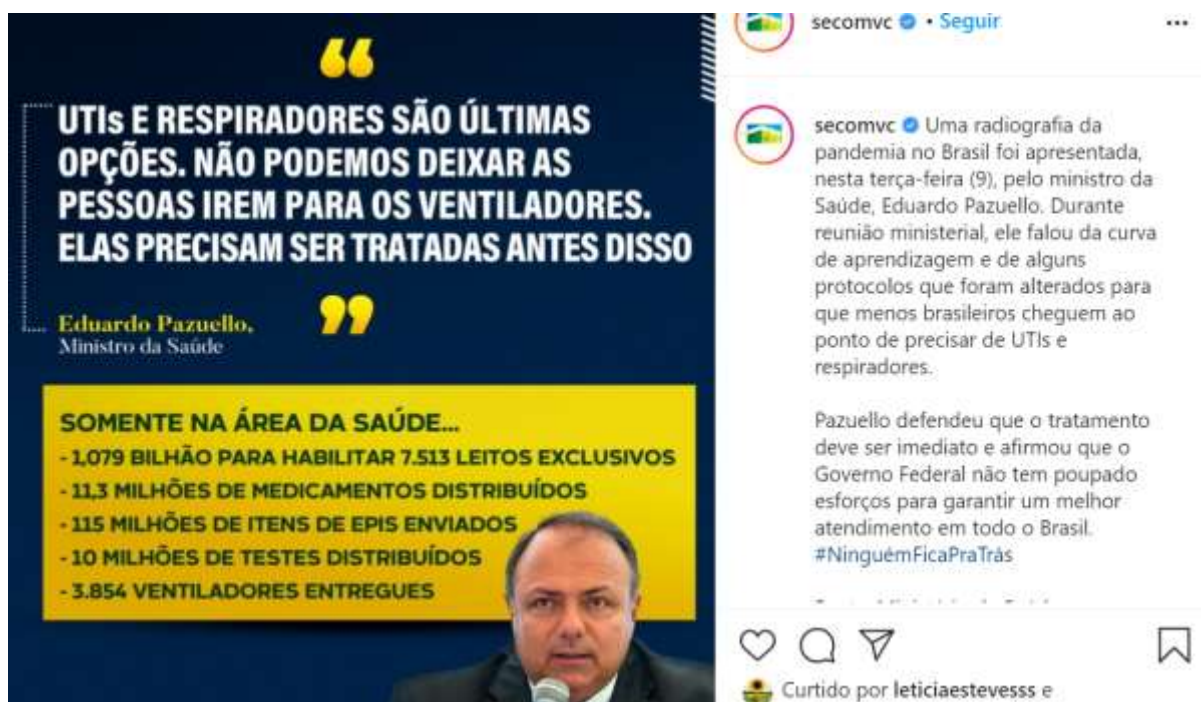 “
UTIs E RESPIRADORES SÃO ÚLTIMAS
OPÇÕES. NÃO PODEMOS DEIXAR AS
PESSOAS IREM PARA OS VENTILADORES.
ELAS PRECISAM SER TRATADAS ANTES DISSO
”
Eduardo Pazuello,
Ministro da Saúde
SOMENTE NA ÁREA DA SAÚDE...
- 1,079 BILHÃO PARA HABILITAR 7.513 LEITOS EXCLUSIVOS
- 11,3 MILHÕES DE MEDICAMENTOS DISTRIBUÍDOS
- 115 MILHÕES DE ITENS DE EPIS ENVIADOS
- 10 MILHÕES DE TESTES DISTRIBUÍDOS
- 3.854 VENTILADORES ENTREGUES
secomvc • Seguir
secomvc Uma radiografia da
pandemia no Brasil foi apresentada,
nesta terça-feira (9), pelo ministro da
Saúde, Eduardo Pazuello. Durante
reunião ministerial, ele falou da curva
de aprendizagem e de alguns
protocolos que foram alterados para
que menos brasileiros cheguem ao
ponto de precisar de UTIs e
respiradores.
Pazuello defendeu que o tratamento
deve ser imediato e afirmou que o
Governo Federal não tem poupado
esforços para garantir um melhor
atendimento em todo o Brasil.
#NinguémFicaPraTrás
Curtido por leticiaestevesss e